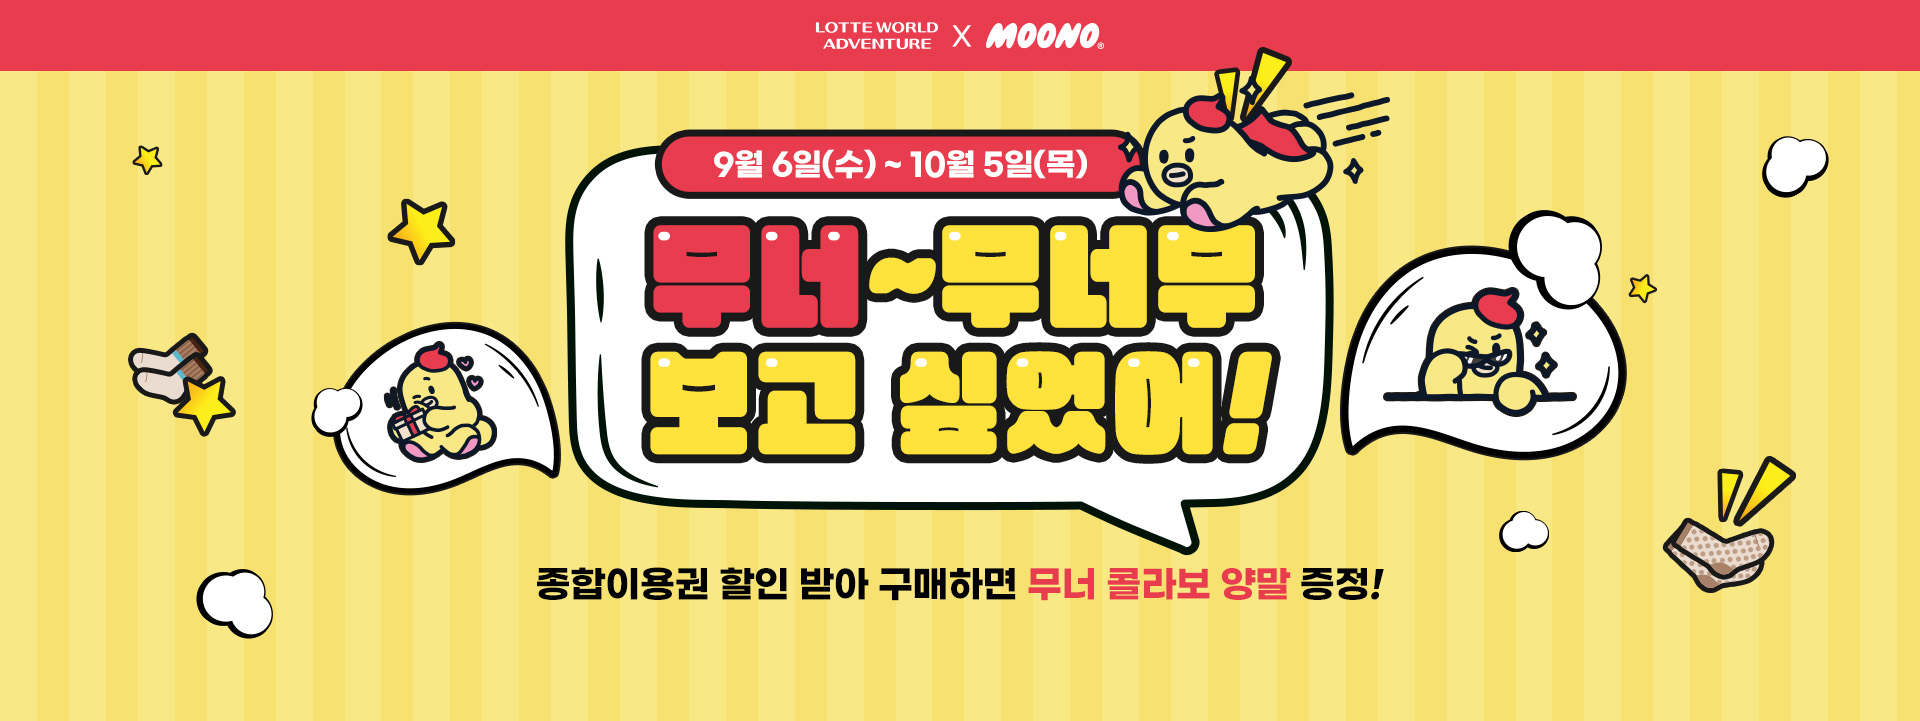 LOTTE WORLD
ADVENTURE X MOONO®
9월 6일(수) ~ 10월 5일(목)
무너~무너무
보고 싶었어!
종합이용권 할인 받아 구매하면 무너 콜라보 양말 증정!